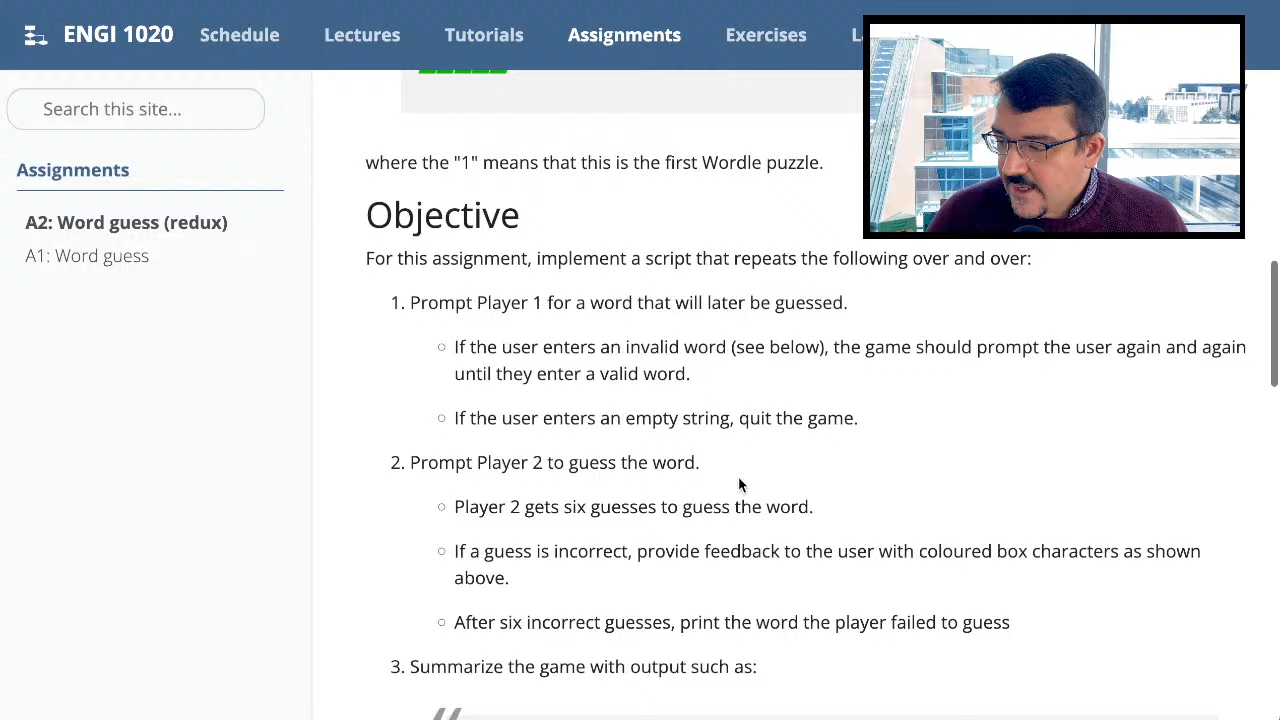 ENGI 1020 Schedule Lectures Tutorials Assignments Exercises
Search this site...
Assignments
A2: Word guess (redux)
A1: Word guess
where the "1" means that this is the first Wordle puzzle.
Objective
For this assignment, implement a script that repeats the following over and over:
1. Prompt Player 1 for a word that will later be guessed.
If the user enters an invalid word (see below), the game should prompt the user again and again
until they enter a valid word.
If the user enters an empty string, quit the game.
2. Prompt Player 2 to guess the word.
Player 2 gets six guesses to guess the word.
If a guess is incorrect, provide feedback to the user with coloured box characters as shown
above.
After six incorrect guesses, print the word the player failed to guess
3. Summarize the game with output such as: